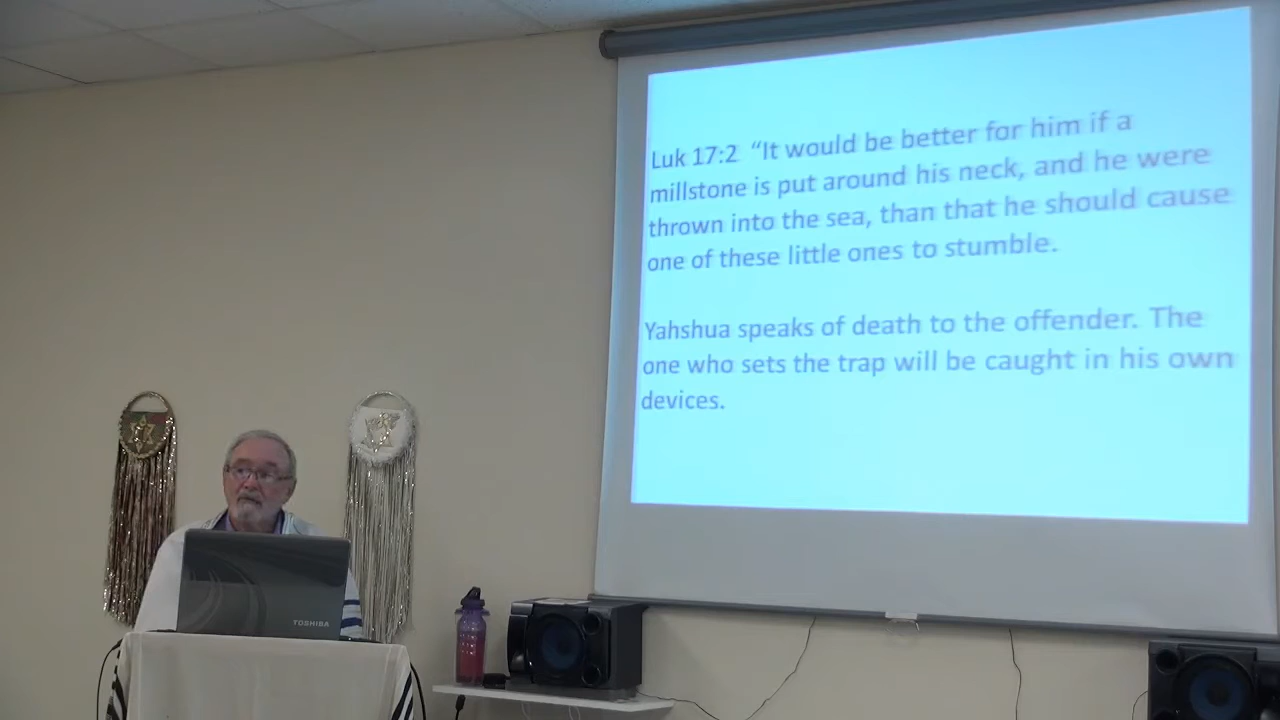 Luk 17:2 “It would be better for him if a
millstone is put around his neck, and he were
thrown into the sea, than that he should cause
one of these little ones to stumble.
Yahshua speaks of death to the offender. The
one who sets the trap will be caught in his own
devices.
TOSHIBA